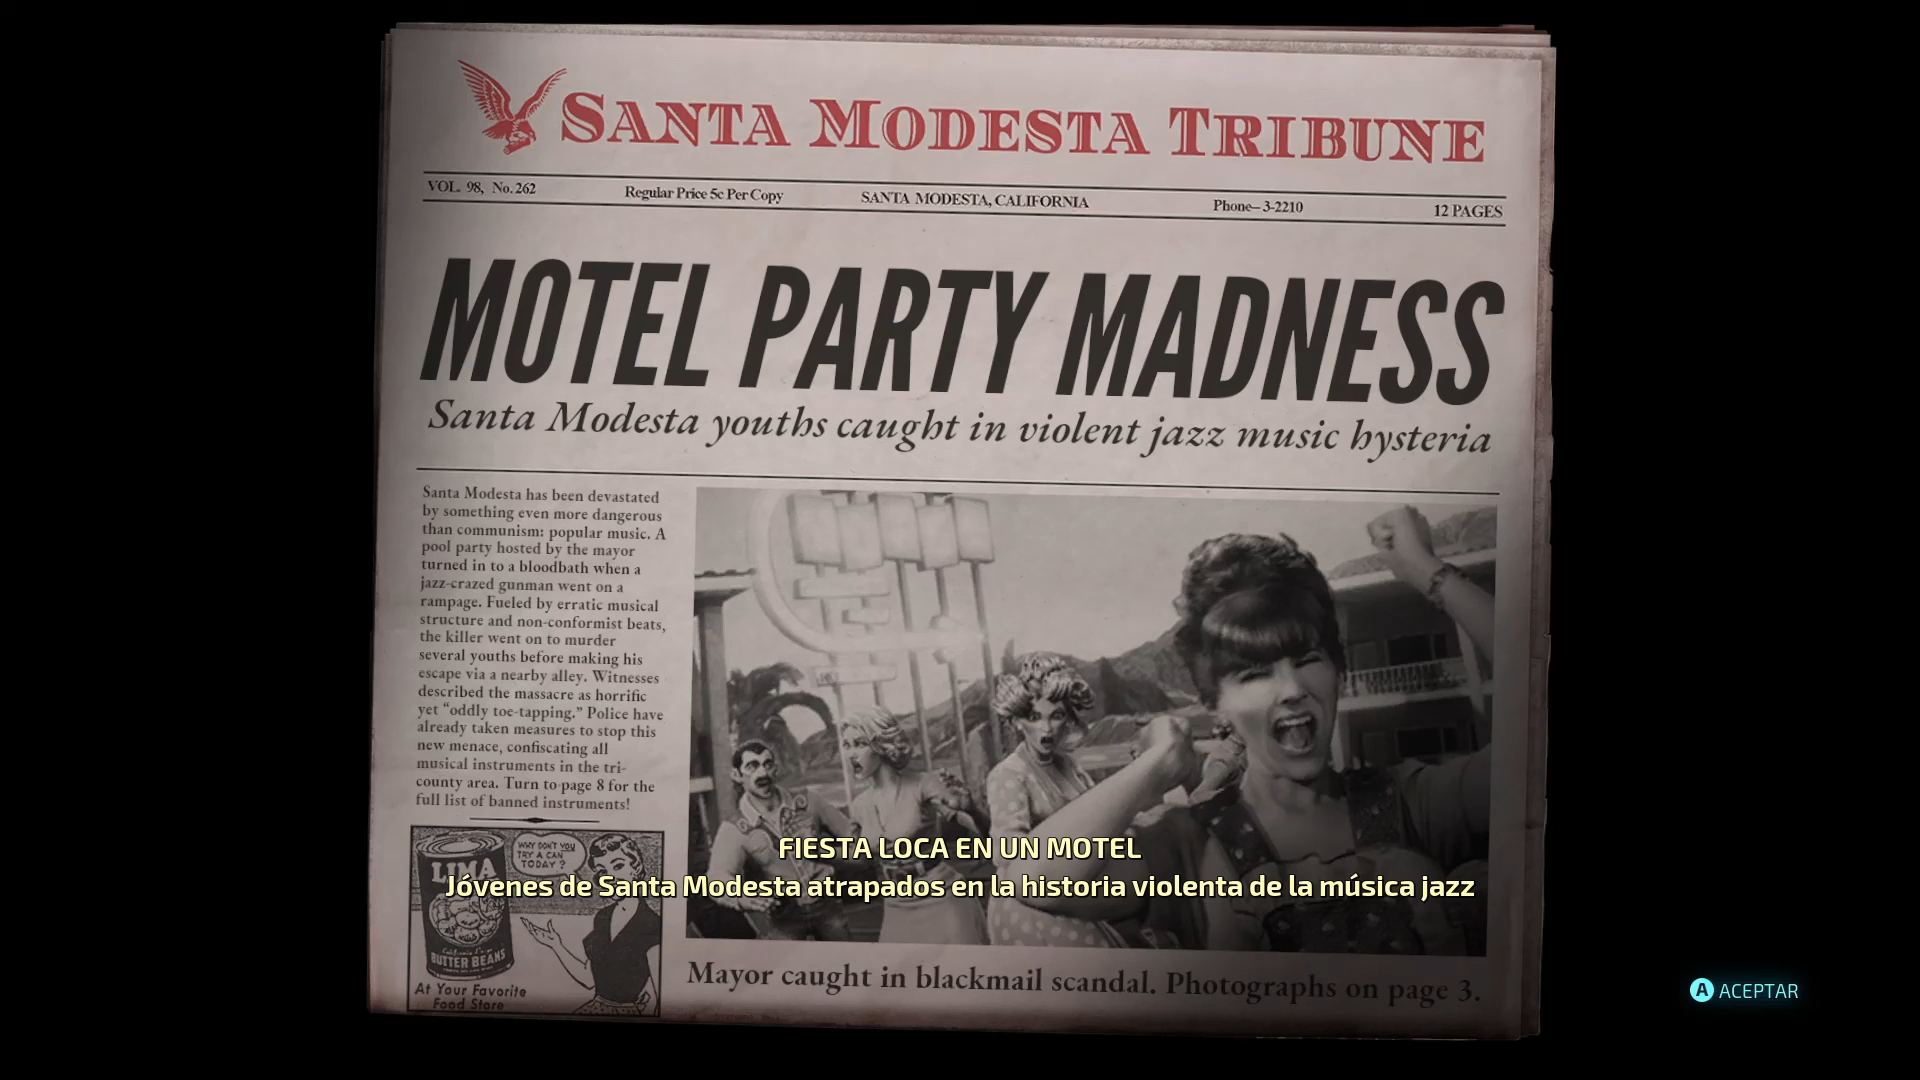 SANTA MODESTA TRIBUNE
VOL. 98, No. 262
Regular Price 5c Per Copy
SANTA MODESTA, CALIFORNIA
Phone–3-2210
12 PAGES
MOTEL PARTY MADNESS
Santa Modesta youths caught in violent jazz music hysteria
Santa Modesta has been devastated
by something even more dangerous
than communism: popular music. A
pool party hosted by the mayor
turned in to a bloodbath when a
jazz-crazed gunman went on a
rampage. Fueled by erratic musical
structure and non-conformist beats,
the killer went on to murder
several youths before making his
escape via a nearby alley. Witnesses
described the massacre as horrific
yet “oddly toe-tapping.” Police have
already taken measures to stop this
new menace, confiscating all
musical instruments in the tri-
county area. Turn to page 8 for the
full list of banned instruments!
LIMA
BUTTER BEANS
WHY DON'T YOU
TRY A CAN
TODAY?
At Your Favorite
Food Store
FIESTA LOCA EN UN MOTEL
Jóvenes de Santa Modesta atrapados en la historia violenta de la música jazz
Mayor caught in blackmail scandal. Photographs on page 3.
A ACEPTAR